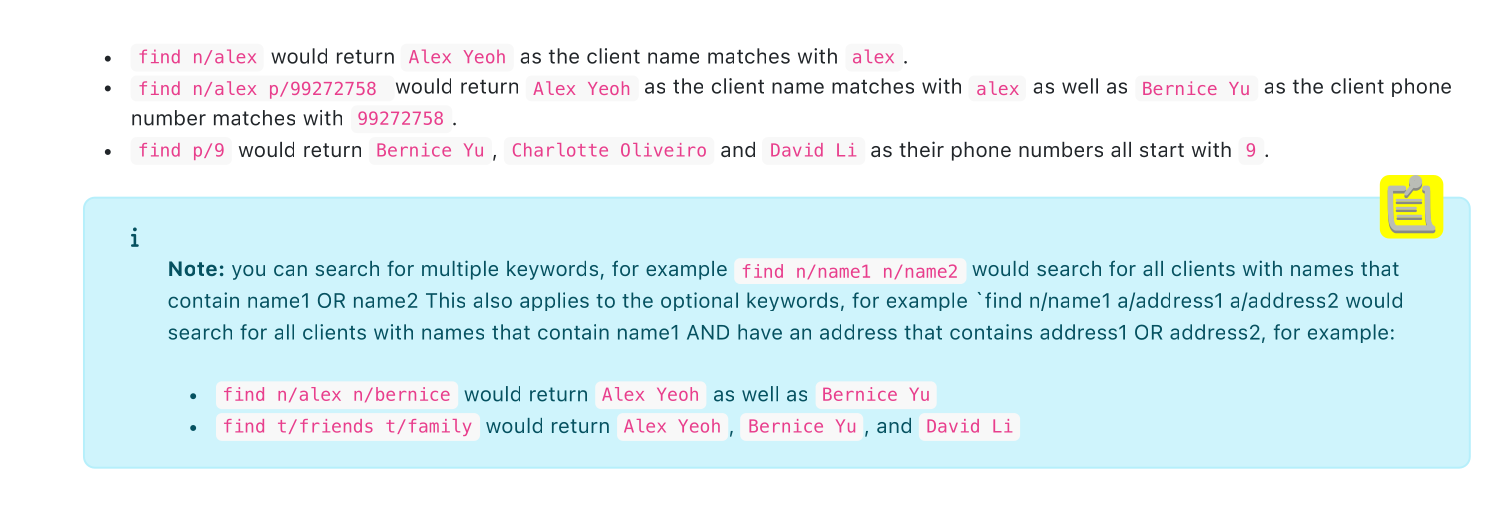 • find n/alex would return Alex Yeoh as the client name matches with alex.
• find n/alex p/99272758 would return Alex Yeoh as the client name matches with alex as well as Bernice Yu as the client phone
number matches with 99272758.
• find p/9 would return Bernice Yu, Charlotte Oliveiro and David Li as their phone numbers all start with 9.
i
Note: you can search for multiple keywords, for example find n/name1 n/name2 would search for all clients with names that
contain name1 OR name2 This also applies to the optional keywords, for example `find n/name1 a/address1 a/address2 would
search for all clients with names that contain name1 AND have an address that contains address1 OR address2, for example:
• find n/alex n/bernice would return Alex Yeoh as well as Bernice Yu
• find t/friends t/family would return Alex Yeoh, Bernice Yu, and David Li